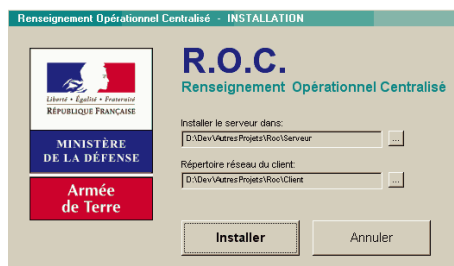 Renseignement Opérationnel Centralisé - INSTALLATION
Liberté • Égalité • Fraternité
RÉPUBLIQUE FRANÇAISE
MINISTÈRE
DE LA DÉFENSE
Armée
de Terre
R.O.C.
Renseignement Opérationnel Centralisé
Installer le serveur dans:
D:\Dev\AutresProjets\Roc\Serveur
...
Répertoire réseau du client:
D:\Dev\AutresProjets\Roc\Client
...
Installer
Annuler